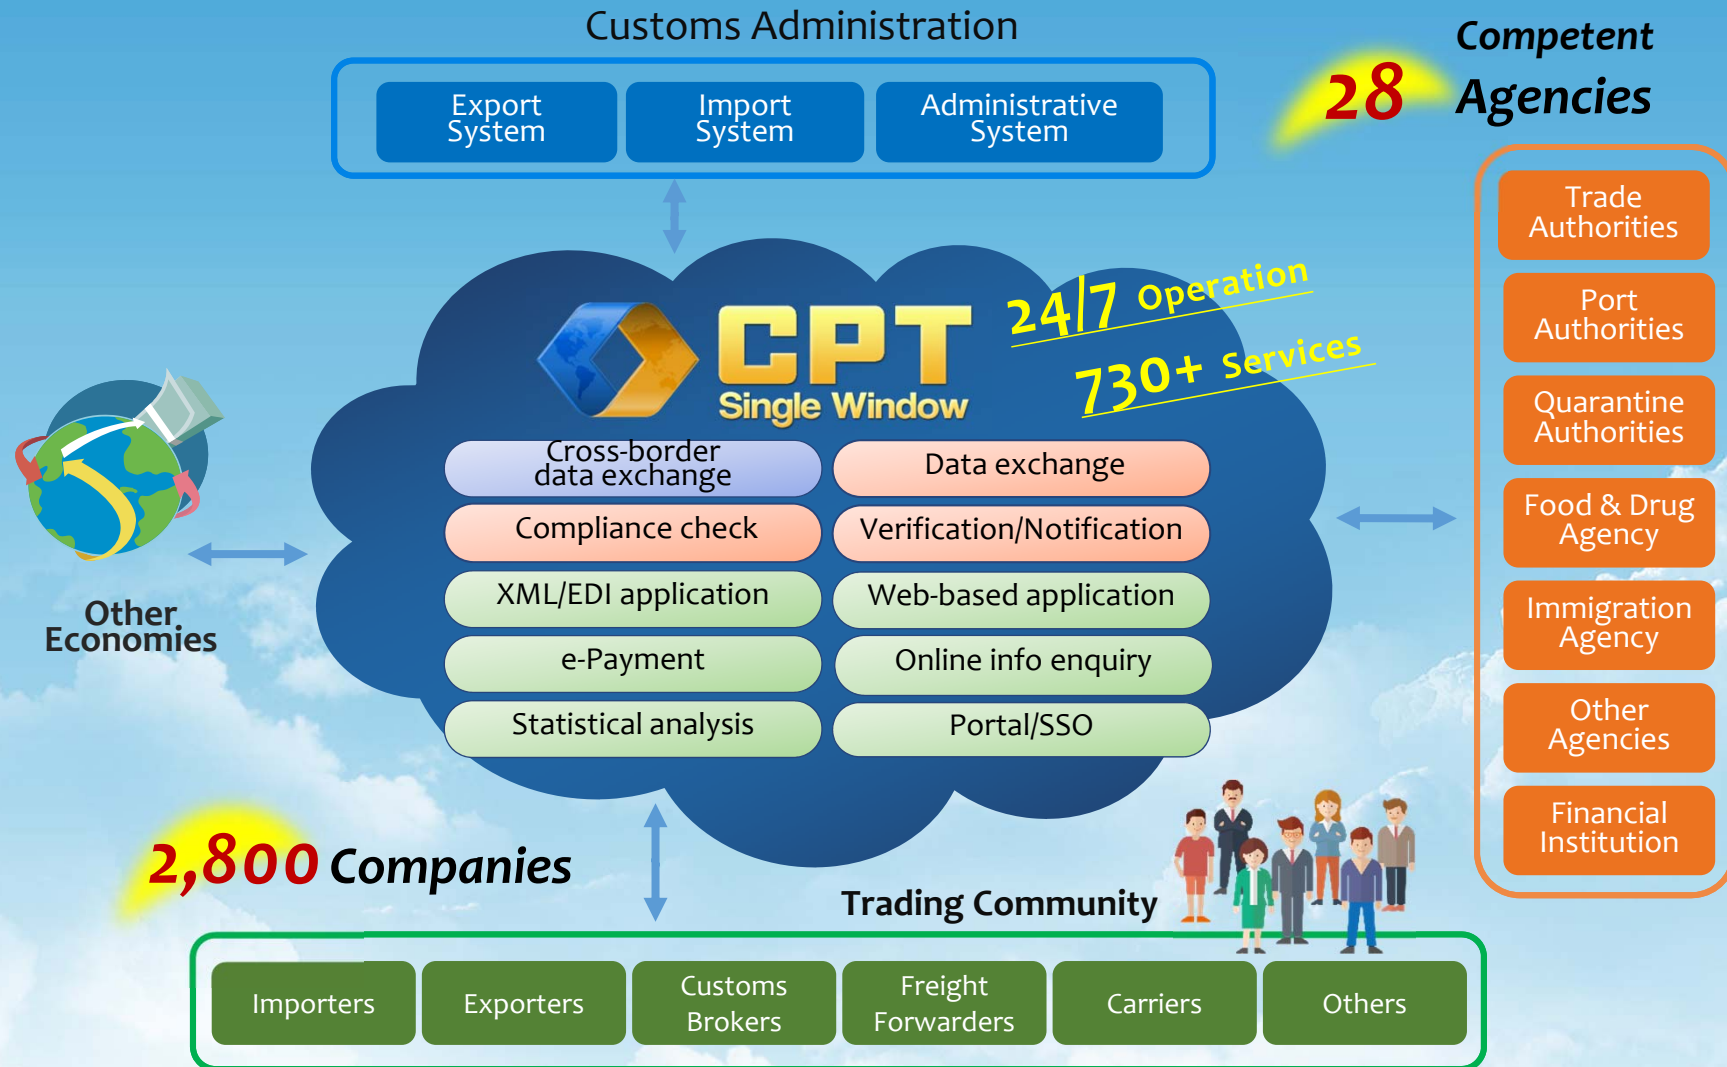 Customs Administration
Export
System
Import
System
Administrative
System
Competent
28 Agencies
Trade
Authorities
Port
Authorities
Quarantine
Authorities
Food & Drug
Agency
Immigration
Agency
Other
Agencies
Financial
Institution
CPT
Single Window
24/7 Operation
730+ Services
Cross-border
data exchange
Data exchange
Compliance check
Verification/Notification
XML/EDI application
Web-based application
e-Payment
Online info enquiry
Statistical analysis
Portal/SSO
Other
Economies
2,800 Companies
Trading Community
Importers
Exporters
Customs
Brokers
Freight
Forwarders
Carriers
Others